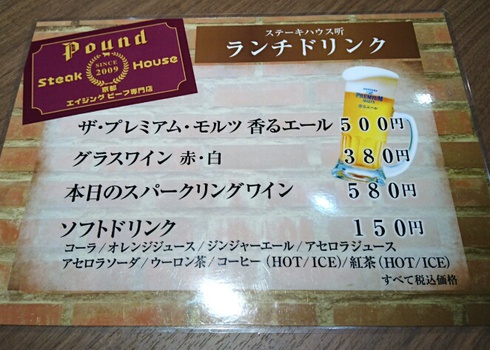 Pound
Steak House
SINCE
2009
京都
エイジング ビーフ専門店
ステーキハウス听
ランチドリンク
PREMIUM
香るエール
ザ・プレミアム・モルツ 香るエール 500円
グラスワイン 赤・白 380円
本日のスパークリングワイン 580円
ソフトドリンク 150円
コーラ/オレンジジュース/ジンジャーエール/アセロラジュース
アセロラソーダ/ウーロン茶/コーヒー(HOT/ICE)/紅茶(HOT/ICE)
すべて税込価格